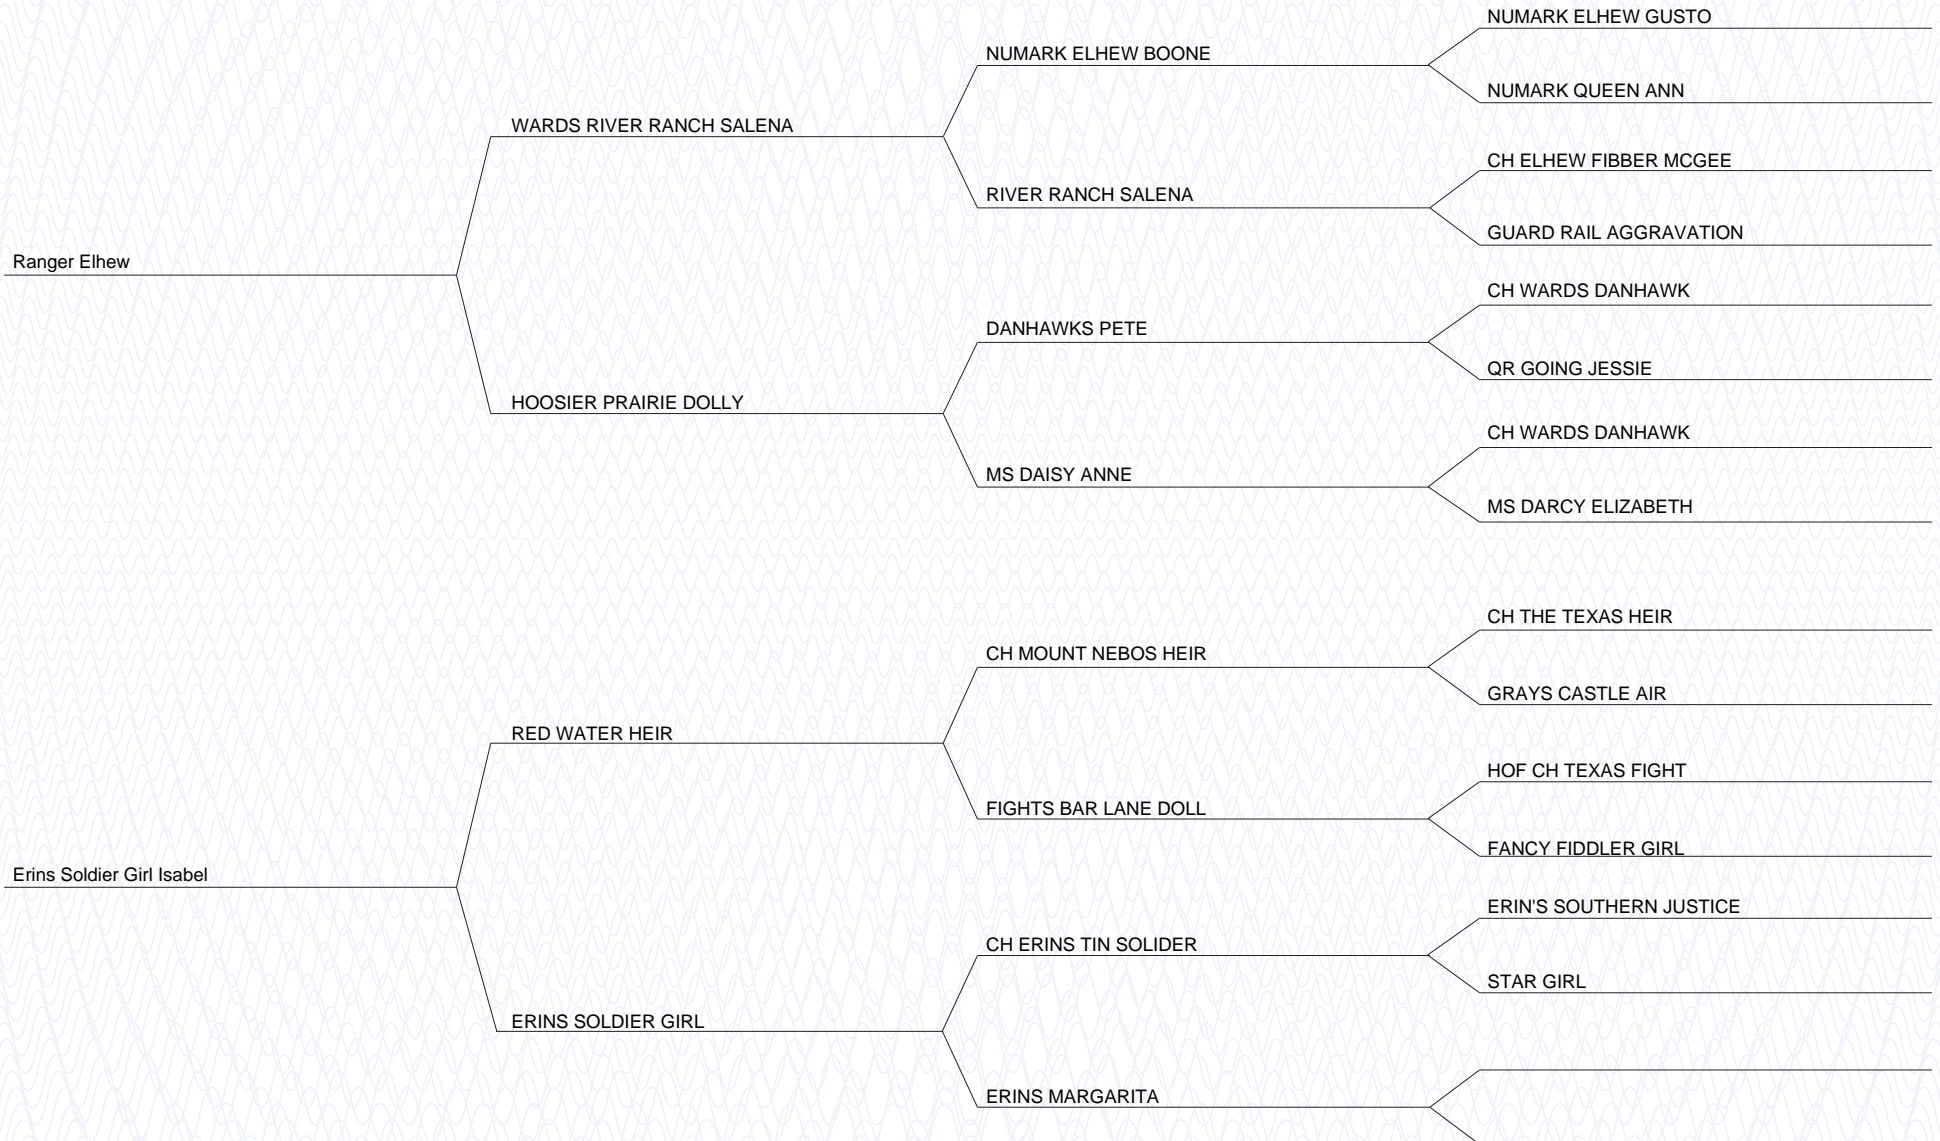 Ranger Elhew
WARDS RIVER RANCH SALENA
NUMARK ELHEW BOONE
NUMARK ELHEW GUSTO
NUMARK QUEEN ANN
RIVER RANCH SALENA
CH ELHEW FIBBER MCGEE
GUARD RAIL AGGRAVATION
HOOSIER PRAIRIE DOLLY
DANHAWKS PETE
CH WARDS DANHAWK
QR GOING JESSIE
MS DAISY ANNE
CH WARDS DANHAWK
MS DARCY ELIZABETH
Erins Soldier Girl Isabel
RED WATER HEIR
CH MOUNT NEBOS HEIR
CH THE TEXAS HEIR
GRAYS CASTLE AIR
FIGHTS BAR LANE DOLL
HOF CH TEXAS FIGHT
FANCY FIDDLER GIRL
ERINS SOLDIER GIRL
CH ERINS TIN SOLIDER
ERIN'S SOUTHERN JUSTICE
STAR GIRL
ERINS MARGARITA